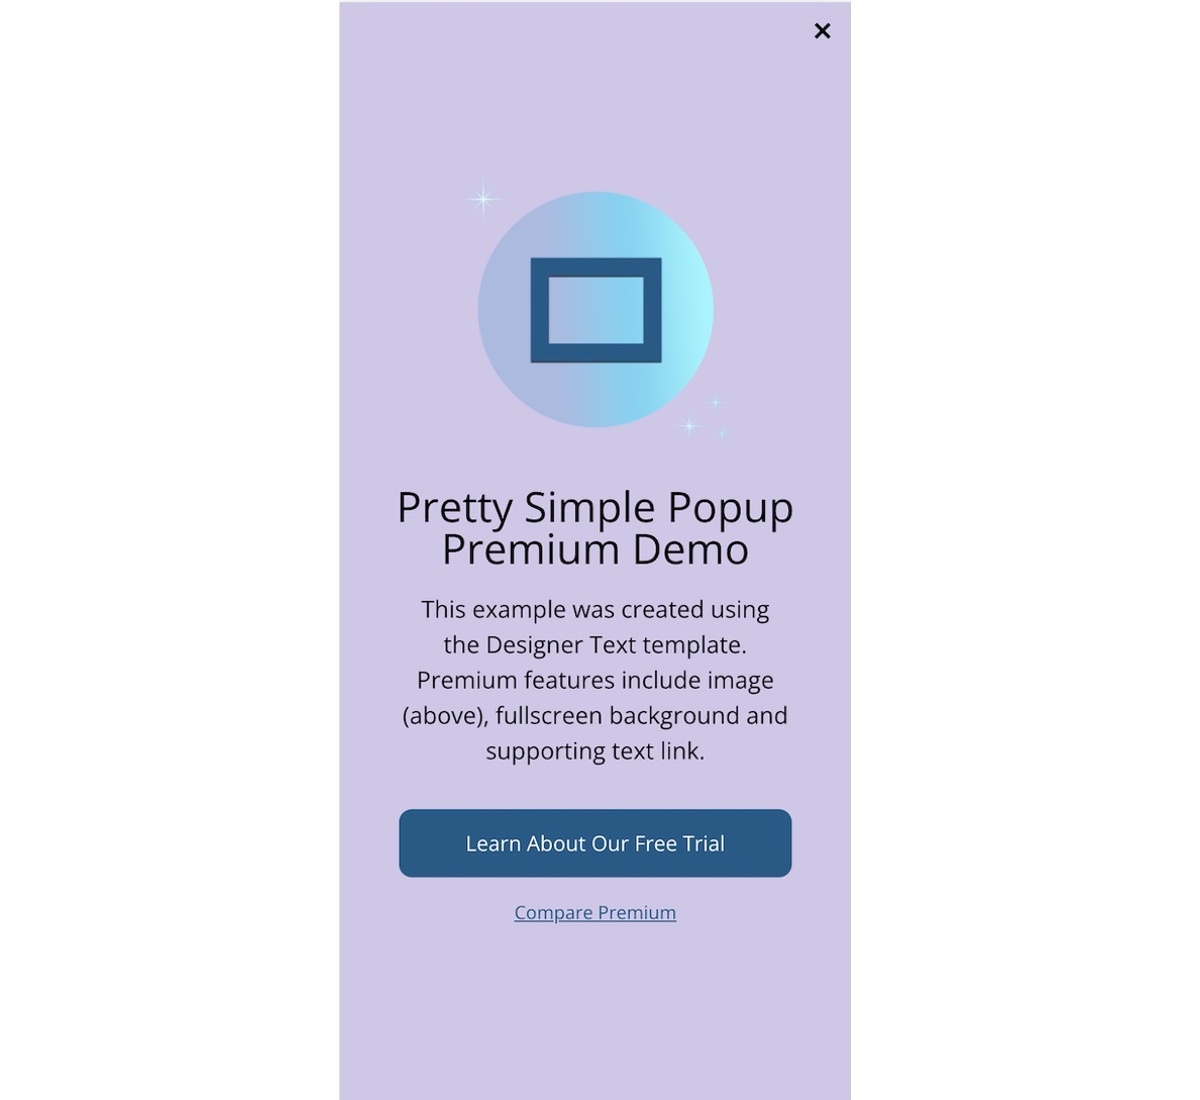 Pretty Simple Popup
Premium Demo
This example was created using
the Designer Text template.
Premium features include image
(above), fullscreen background and
supporting text link.
Learn About Our Free Trial
Compare Premium